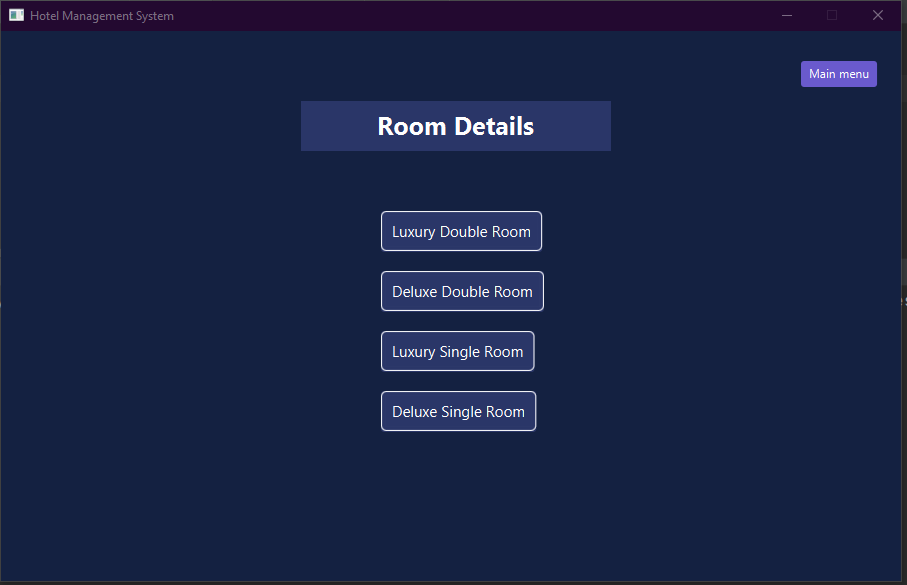 Hotel Management System
Main menu
Room Details
Luxury Double Room
Deluxe Double Room
Luxury Single Room
Deluxe Single Room